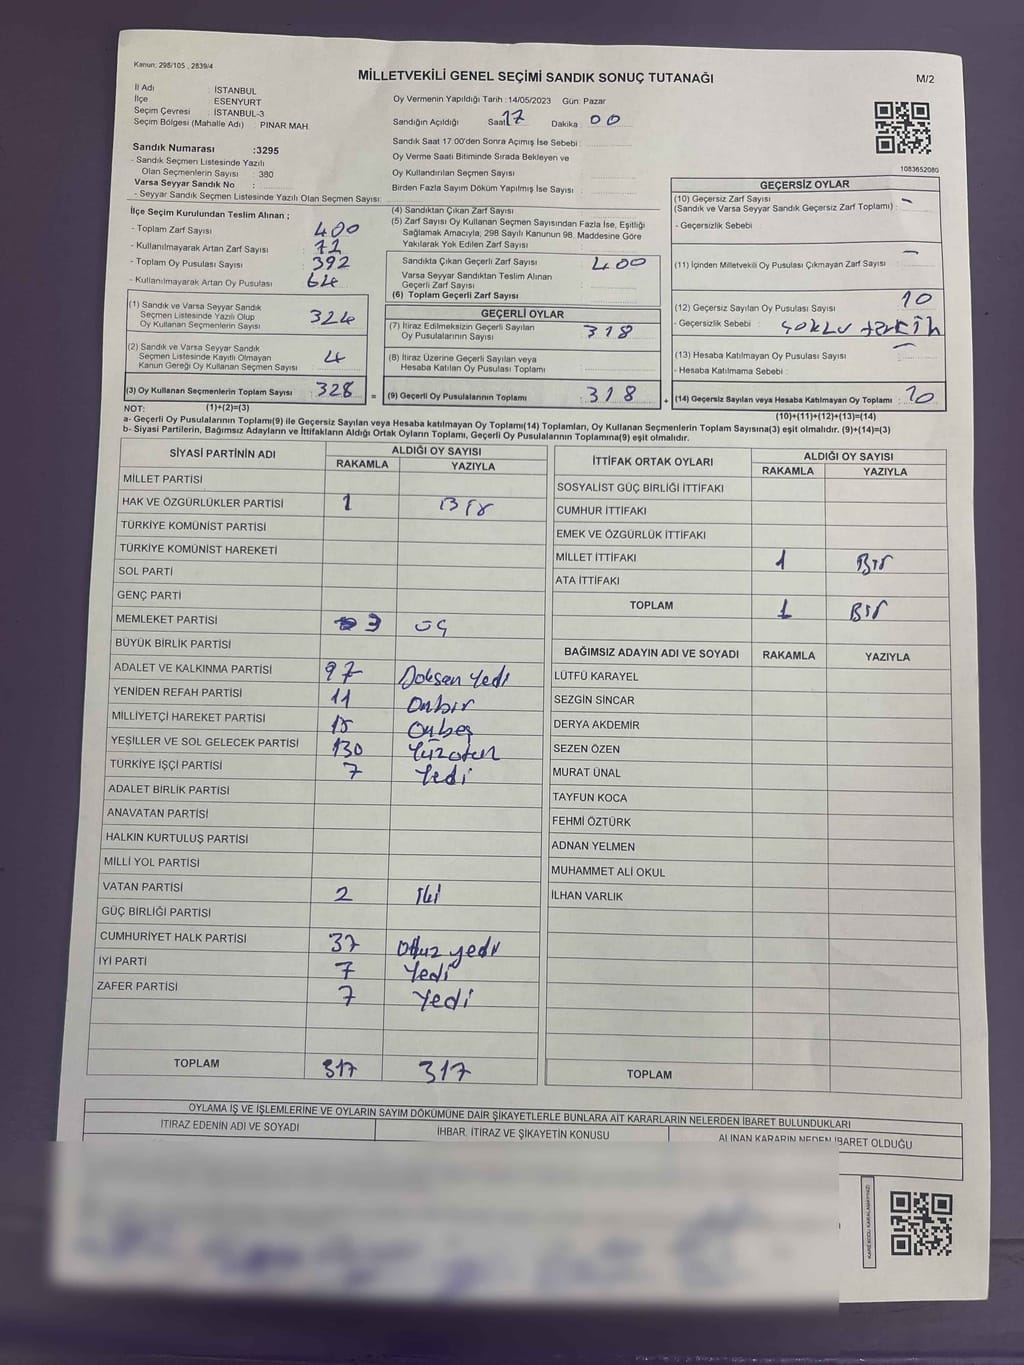 Kanun: 298/105 , 2839/4
MİLLETVEKİLİ GENEL SEÇİMİ SANDIK SONUÇ TUTANAĞI
M/2
İl Adı : İSTANBUL
İlçe ESENYURT
Seçim Çevresi : İSTANBUL-3
Seçim Bölgesi (Mahalle Adı) : PINAR MAH
Oy Vermenin Yapıldığı Tarih :14/05/2023 Gün: Pazar
Sandığın Açıldığı Saat 17 Dakika 00
Sandık Saat 17:00'den Sonra Açımış İse Sebebi
Oy Verme Saati Bitiminde Sırada Bekleyen ve
Oy Kullandırılan Seçmen Sayısı
Birden Fazla Sayım Döküm Yapılmış İse Sayısı
1083652080
Sandık Numarası :3295
- Sandık Seçmen Listesinde Yazılı
Olan Seçmenlerin Sayısı : 380
Varsa Seyyar Sandık No :
- Seyyar Sandık Seçmen Listesinde Yazılı Olan Seçmen Sayısı:
İlçe Seçim Kurulundan Teslim Alınan ;
- Toplam Zarf Sayısı 400
- Kullanılmayarak Artan Zarf Sayısı 72
- Toplam Oy Pusulası Sayısı 392
- Kullanılmayarak Artan Oy Pusulası 64
(1) Sandık ve Varsa Seyyar Sandık
Seçmen Listesinde Yazılı Olup
Oy Kullanan Seçmenlerin Sayısı 324
(2) Sandık ve Varsa Seyyar Sandık
Seçmen Listesinde Kayıtlı Olmayan
Kanun Gereği Oy Kullanan Seçmen Sayısı 4
(3) Oy Kullanan Seçmenlerin Toplam Sayısı : 328 =
(1)+(2)=(3)
(4) Sandıktan Çıkan Zarf Sayısı
(5) Zarf Sayısı Oy Kullanan Seçmen Sayısından Fazla İse, Eşitliği
Sağlamak Amacıyla, 298 Sayılı Kanunun 98. Maddesine Göre
Yakılarak Yok Edilen Zarf Sayısı
Sandıkta Çıkan Geçerli Zarf Sayısı 400
Varsa Seyyar Sandıktan Teslim Alınan
Geçerli Zarf Sayısı
(6) Toplam Geçerli Zarf Sayısı
GEÇERLİ OYLAR
(7) İtiraz Edilmeksizin Geçerli Sayılan
Oy Pusulalarının Sayısı 318
(8) İtiraz Üzerine Geçerli Sayılan veya
Hesaba Katılan Oy Pusulası Toplamı
(9) Geçerli Oy Pusulalarının Toplamı : 318 +
GEÇERSİZ OYLAR
(10) Geçersiz Zarf Sayısı
(Sandık ve Varsa Seyyar Sandık Geçersiz Zarf Toplamı) : -
- Geçersizlik Sebebi
(11) İçinden Milletvekili Oy Pusulası Çıkmayan Zarf Sayısı -
(12) Geçersiz Sayılan Oy Pusulası Sayısı 10
- Geçersizlik Sebebi : çoklu tercih
(13) Hesaba Katılmayan Oy Pusulası Sayısı -
- Hesaba Katılmama Sebebi
(14) Geçersiz Sayılan veya Hesaba Katılmayan Oy Toplamı : 10
(10)+(11)+(12)+(13)=(14)
NOT:
a- Geçerli Oy Pusulalarının Toplamı(9) ile Geçersiz Sayılan veya Hesaba katılmayan Oy Toplamı(14) Toplamları, Oy Kullanan Seçmenlerin Toplam Sayısına(3) eşit olmalıdır. (9)+(14)=(3)
b- Siyasi Partilerin, Bağımsız Adayların ve İttifakların Aldığı Ortak Oyların Toplamı, Geçerli Oy Pusulalarının Toplamına(9) eşit olmalıdır.
SİYASİ PARTİNİN ADI ALDIĞI OY SAYISI
RAKAMLA YAZIYLA
MİLLET PARTİSİ
HAK VE ÖZGÜRLÜKLER PARTİSİ 1 Bir
TÜRKİYE KOMÜNİST PARTİSİ
TÜRKİYE KOMÜNİST HAREKETİ
SOL PARTİ
GENÇ PARTİ
MEMLEKET PARTİSİ 3 üç
BÜYÜK BİRLİK PARTİSİ
ADALET VE KALKINMA PARTİSİ 97 Doksan Yedi
YENİDEN REFAH PARTİSİ 11 Onbir
MİLLİYETÇİ HAREKET PARTİSİ 15 Onbeş
YEŞİLLER VE SOL GELECEK PARTİSİ 130 Yüzotuz
TÜRKİYE İŞÇİ PARTİSİ 7 Yedi
ADALET BİRLİK PARTİSİ
ANAVATAN PARTİSİ
HALKIN KURTULUŞ PARTİSİ
MİLLİ YOL PARTİSİ
VATAN PARTİSİ 2 İki
GÜÇ BİRLİĞİ PARTİSİ
CUMHURİYET HALK PARTİSİ 37 Otuz yedi
İYİ PARTİ 7 Yedi
ZAFER PARTİSİ 7 Yedi
TOPLAM 317 317
İTTİFAK ORTAK OYLARI ALDIĞI OY SAYISI
RAKAMLA YAZIYLA
SOSYALİST GÜÇ BİRLİĞİ İTTİFAKI
CUMHUR İTTİFAKI
EMEK VE ÖZGÜRLÜK İTTİFAKI
MİLLET İTTİFAKI 1 Bir
ATA İTTİFAKI
TOPLAM 1 Bir
BAĞIMSIZ ADAYIN ADI VE SOYADI RAKAMLA YAZIYLA
LÜTFÜ KARAYEL
SEZGİN SİNCAR
DERYA AKDEMİR
SEZEN ÖZEN
MURAT ÜNAL
TAYFUN KOCA
FEHMİ ÖZTÜRK
ADNAN YELMEN
MUHAMMET ALİ OKUL
İLHAN VARLIK
TOPLAM
OYLAMA İŞ VE İŞLEMLERİNE VE OYLARIN SAYIM DÖKÜMÜNE DAİR ŞİKAYETLERLE BUNLARA AİT KARARLARIN NELERDEN İBARET BULUNDUKLARI
İTİRAZ EDENİN ADI VE SOYADI İHBAR, İTİRAZ VE ŞİKAYETİN KONUSU ALINAN KARARIN NEDEN İBARET OLDUĞU
KARE KODU KARALAMAYINIZ!